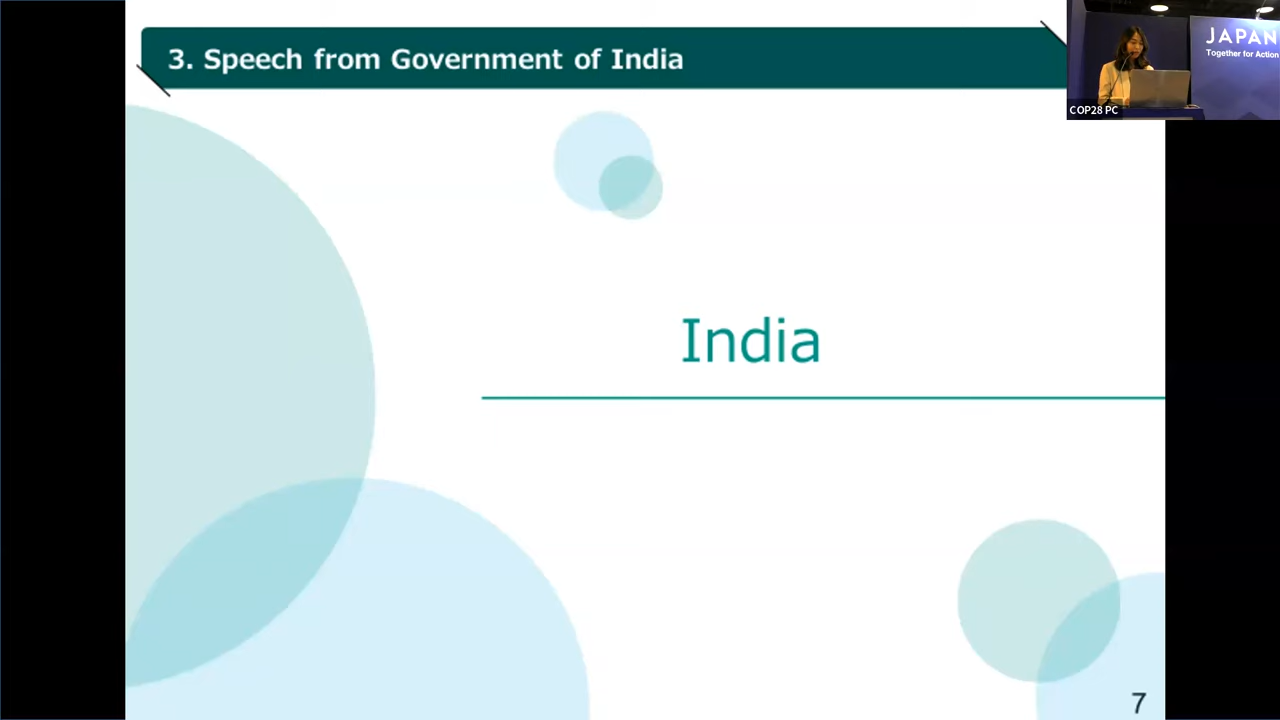 3. Speech from Government of India
JAPAN
Together for Action
COP28 PC
India
7